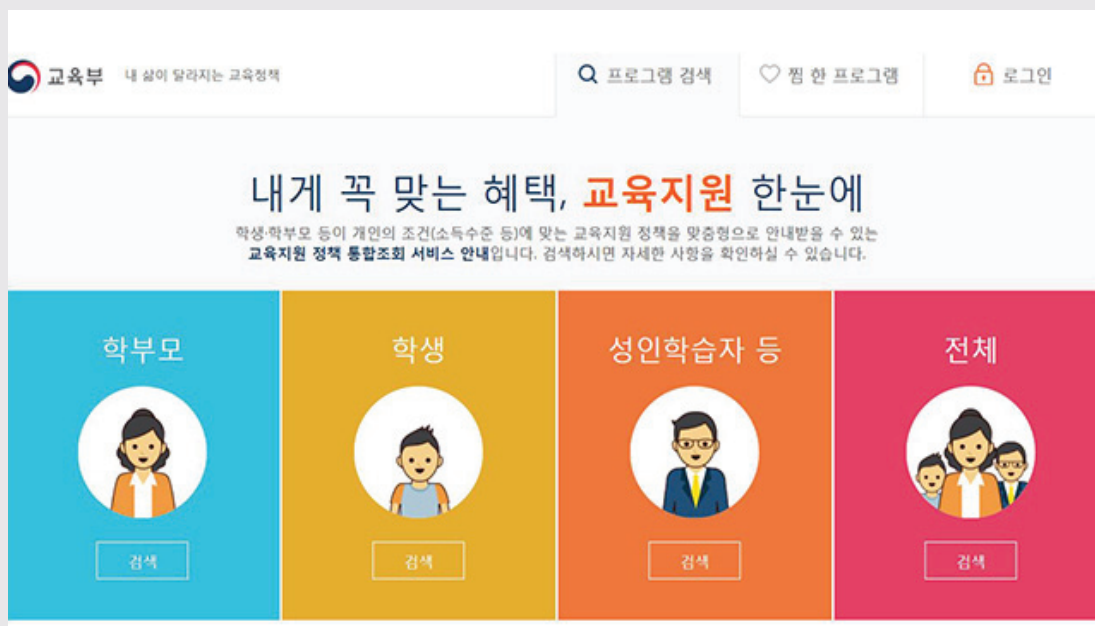 교육부 내 삶이 달라지는 교육정책 프로그램 검색 찜 한 프로그램 로그인
내게 꼭 맞는 혜택, 교육지원 한눈에
학생·학부모 등이 개인의 조건(소득수준 등)에 맞는 교육지원 정책을 맞춤형으로 안내받을 수 있는
교육지원 정책 통합조회 서비스 안내입니다. 검색하시면 자세한 사항을 확인하실 수 있습니다.
학부모 학생 성인학습자 등 전체
검색 검색 검색 검색